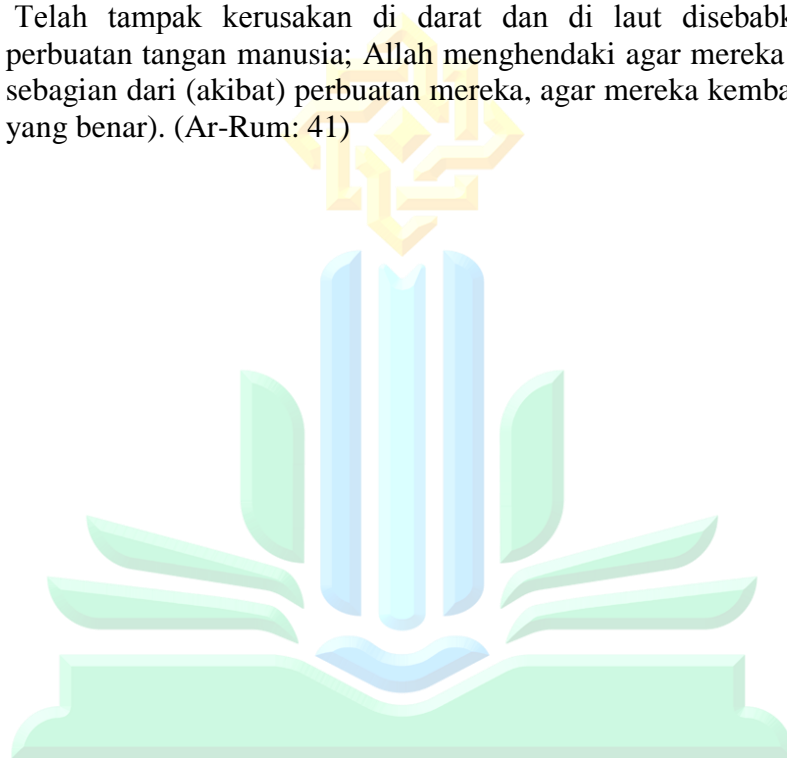 Telah tampak kerusakan di darat dan di laut disebabk
perbuatan tangan manusia; Allah menghendaki agar mereka
sebagian dari (akibat) perbuatan mereka, agar mereka kemba
yang benar). (Ar-Rum: 41)